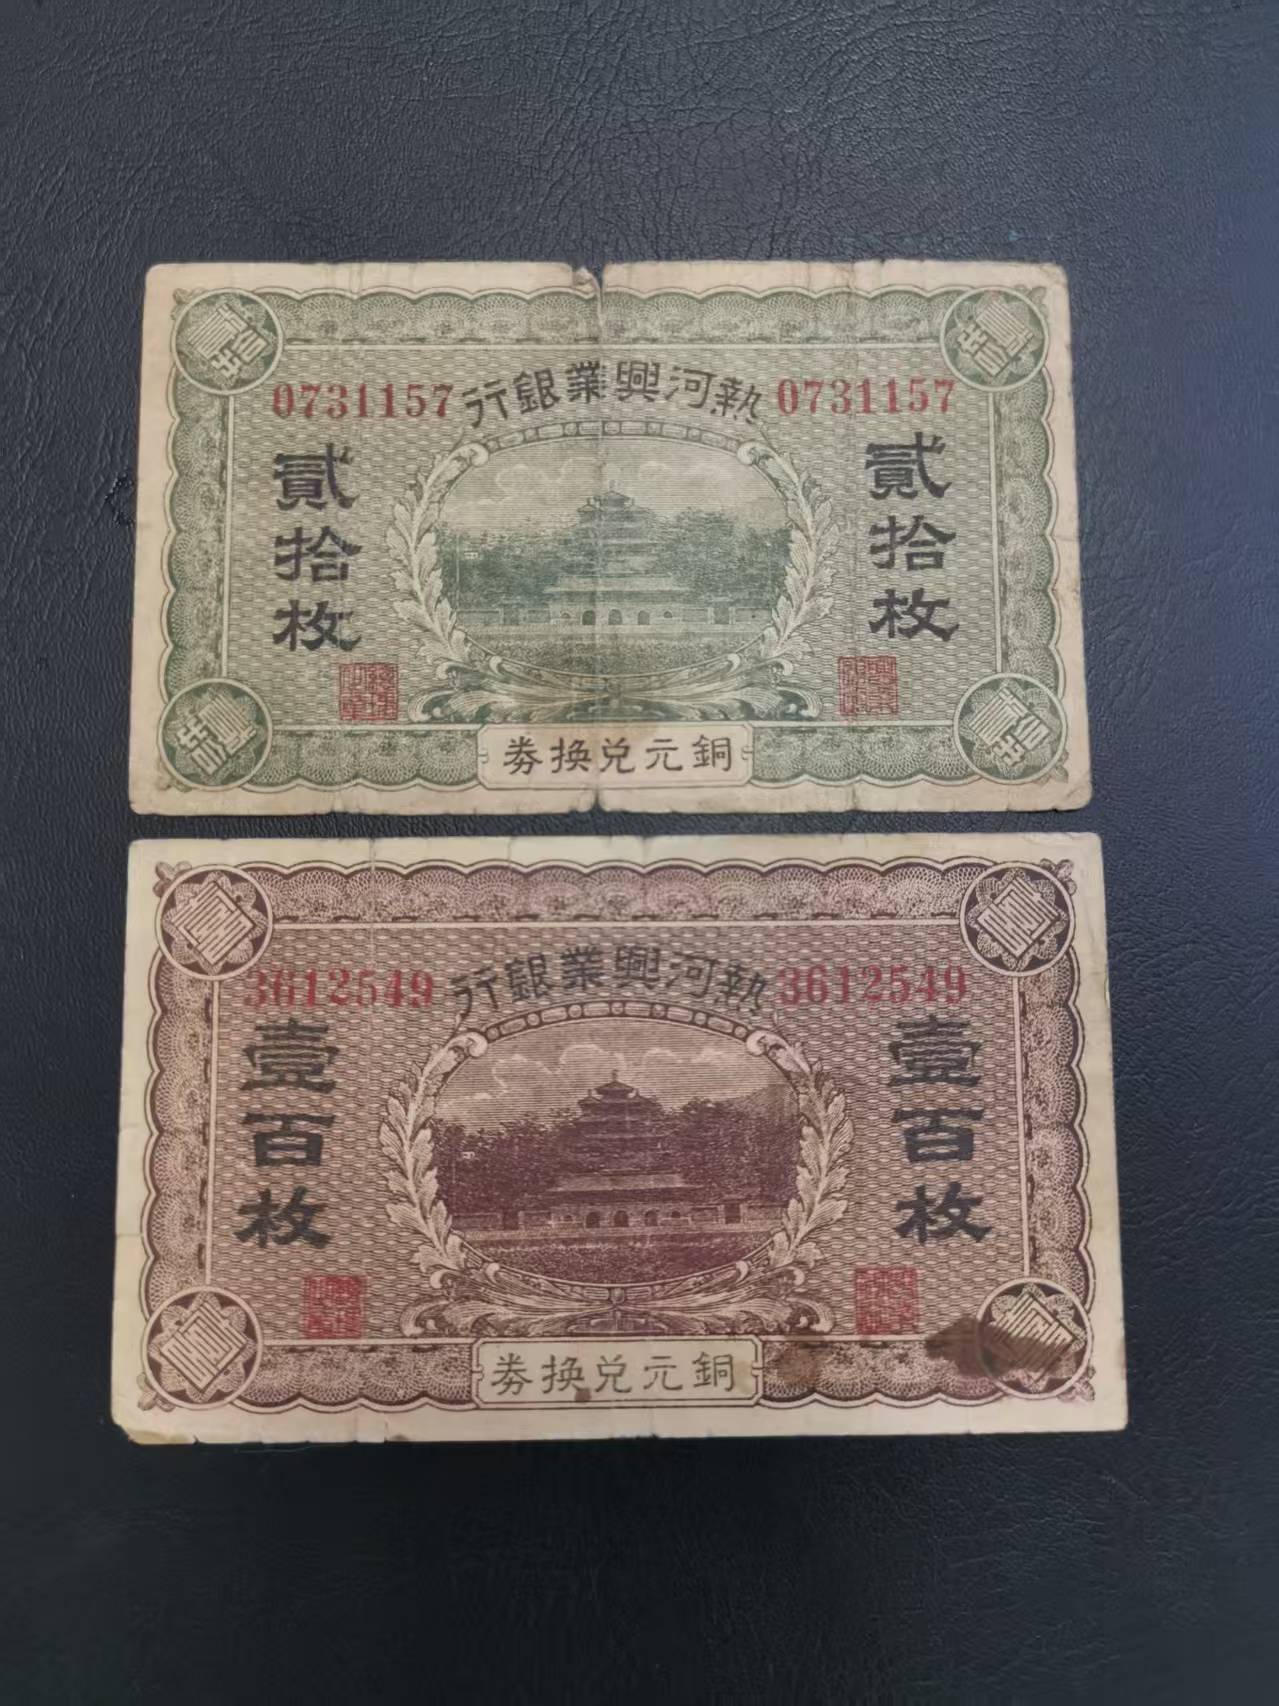 熱河興業銀行
0731157
0731157
貳拾枚
貳拾枚
銅元兌換券
熱河興業銀行
3612549
3612549
壹百枚
壹百枚
銅元兌換券